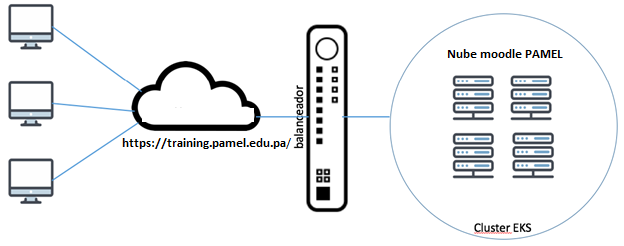 Nube moodle PAMEL
https://training.pamel.edu.pa/
balanceador
Cluster EKS